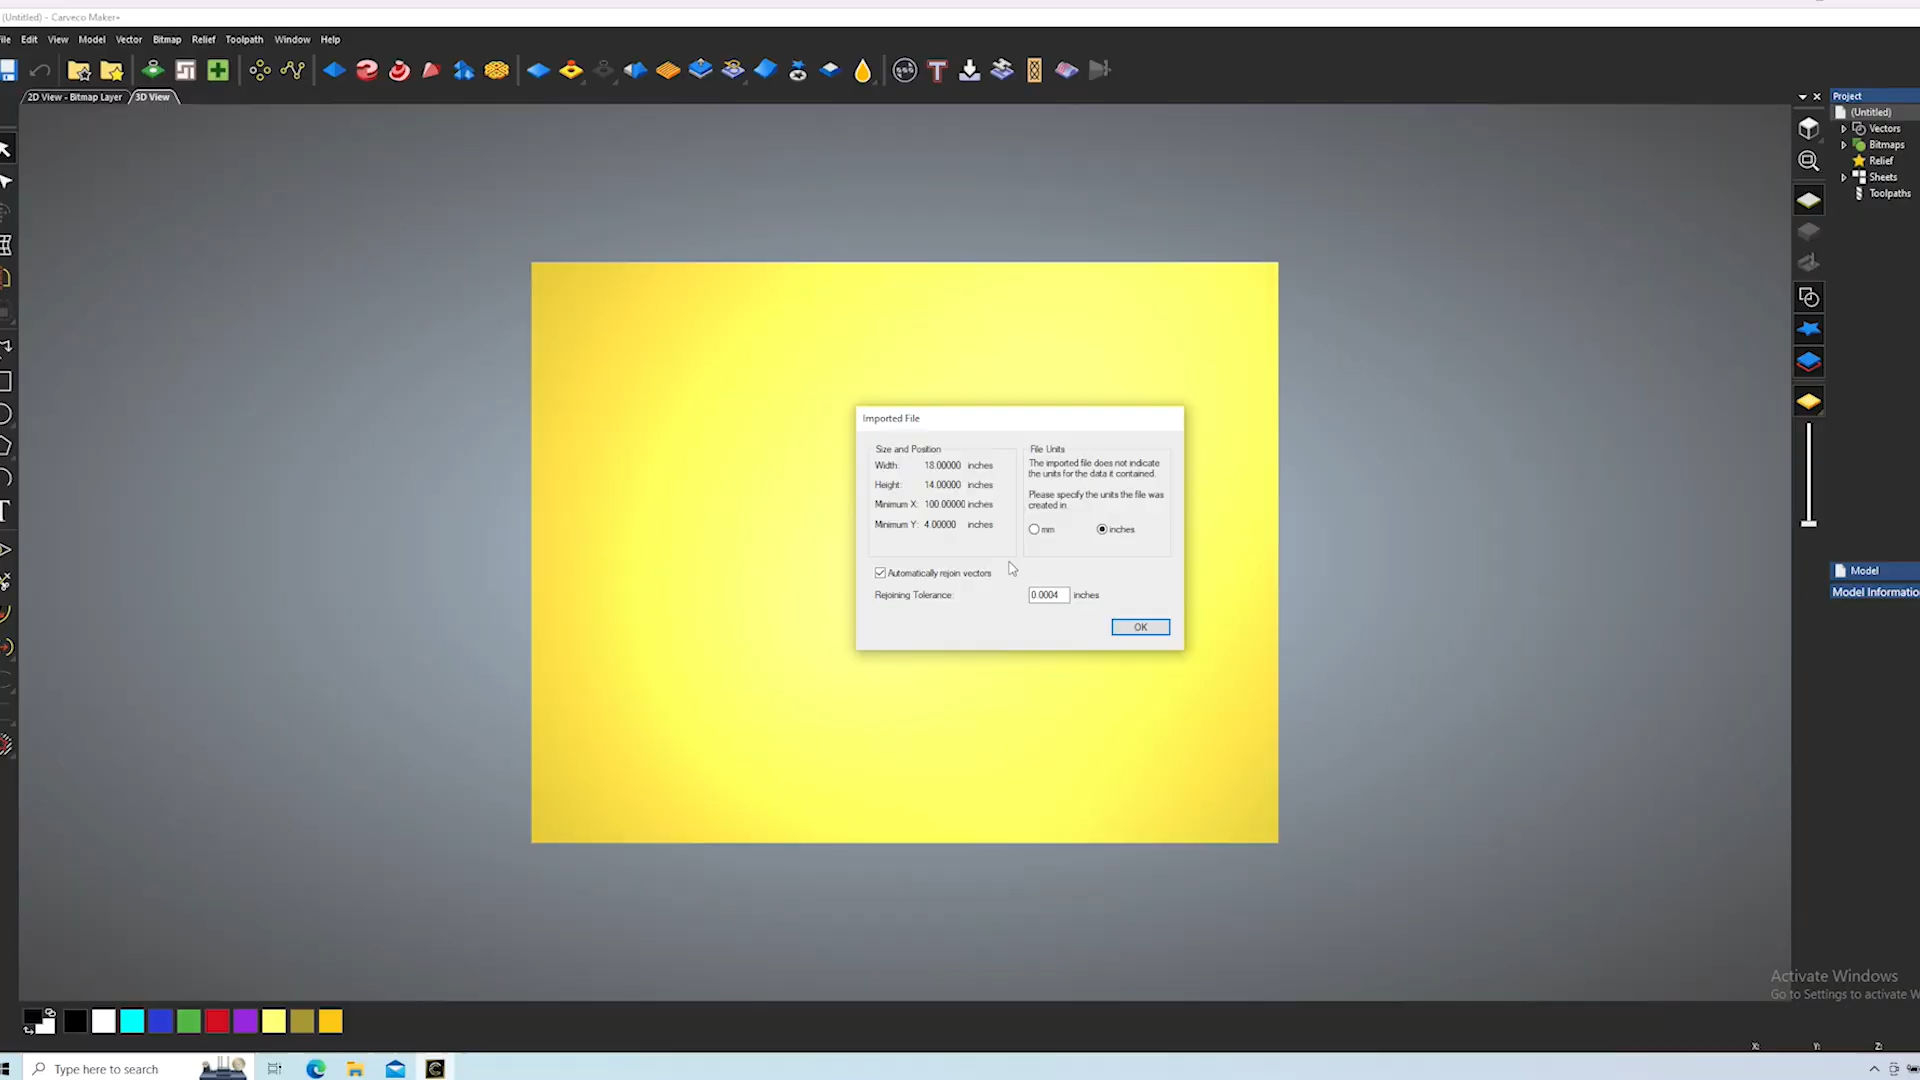 (Untitled) - Carveco Maker+
ile Edit View Model Vector Bitmap Relief Toolpath Window Help
2D View - Bitmap Layer 3D View
Project
(Untitled)
Vectors
Bitmaps
Relief
Sheets
Toolpaths
Imported File
Size and Position
Width: 18.00000 inches
Height: 14.00000 inches
Minimum X: 100.00000 inches
Minimum Y: 4.00000 inches
File Units
The imported file does not indicate
the units for the data it contained.
Please specify the units the file was
created in.
mm inches
Automatically rejoin vectors
Rejoining Tolerance: 0.0004 inches
OK
Model
Model Informatio
Activate Windows
Go to Settings to activate W
X: Y: Z:
Type here to search